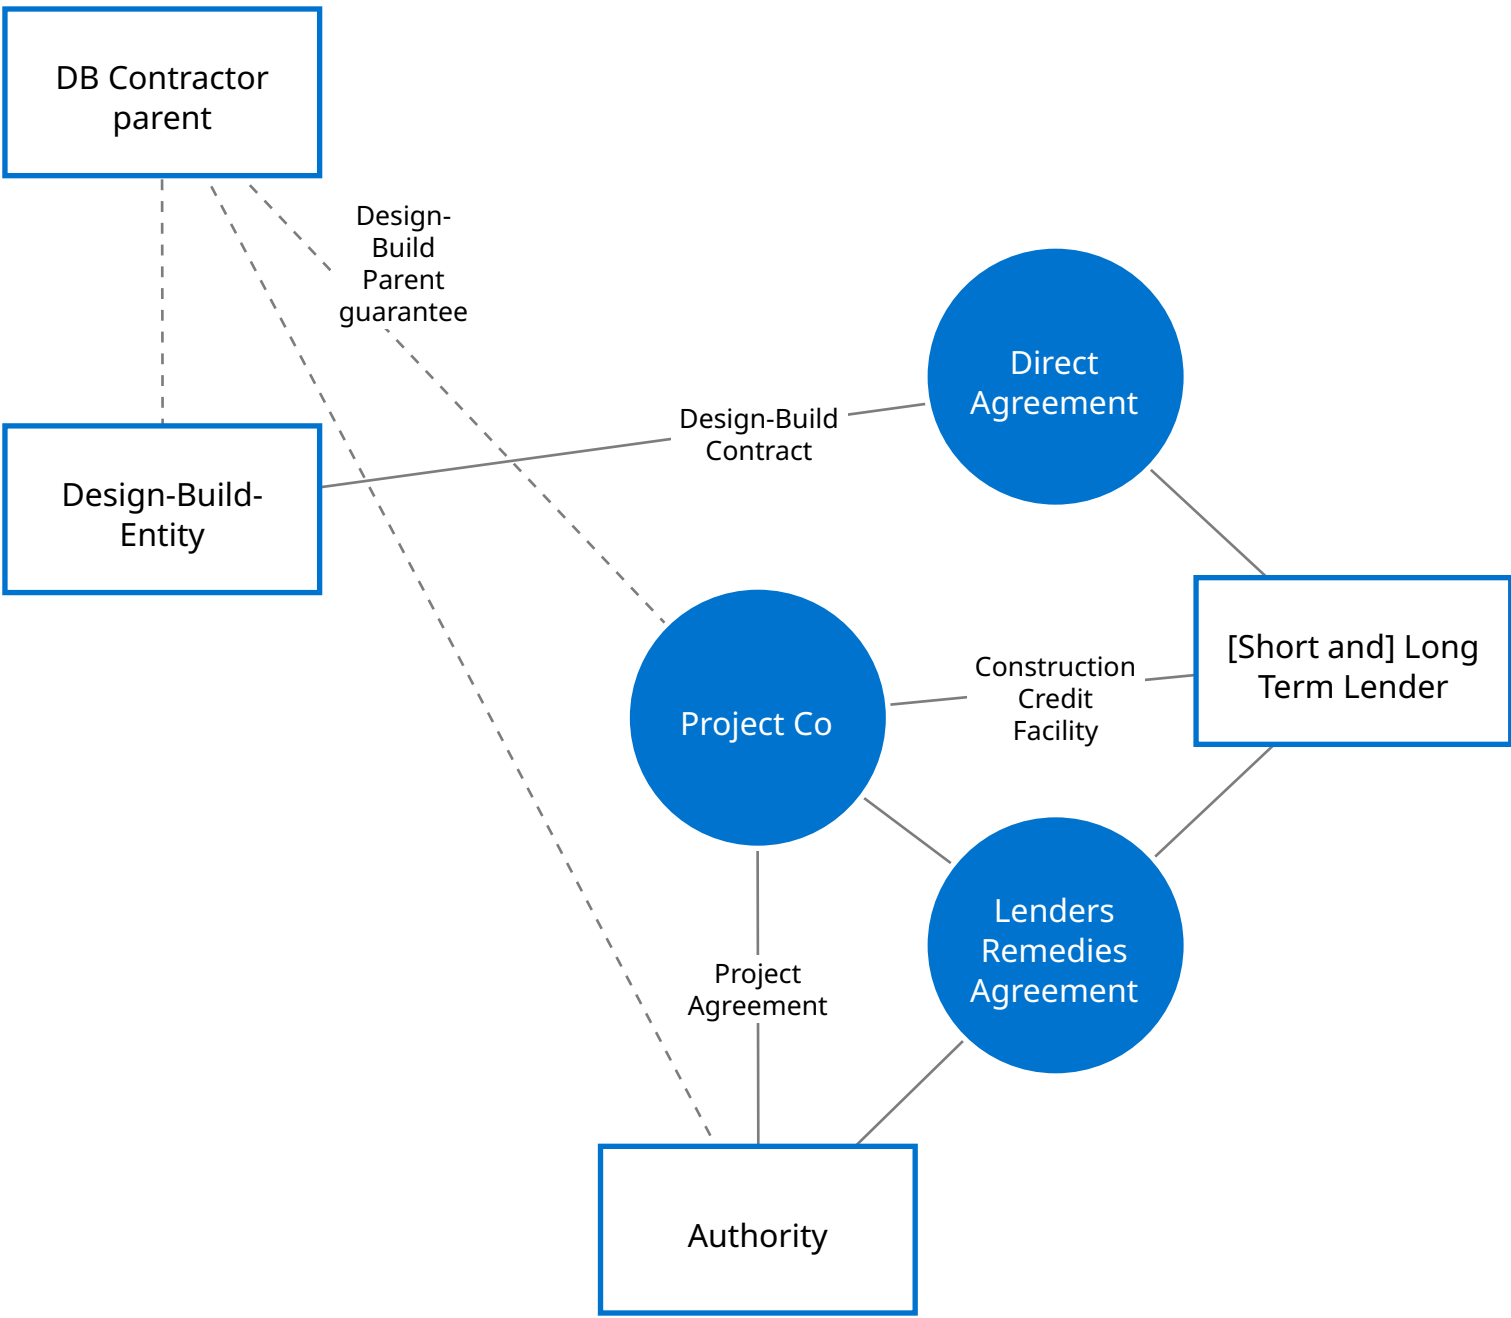 DB Contractor
parent
Design-
Build
Parent
guarantee
Direct
Agreement
Design-Build
Contract
Design-Build-
Entity
[Short and] Long
Term Lender
Construction
Credit
Facility
Project Co
Lenders
Remedies
Agreement
Project
Agreement
Authority